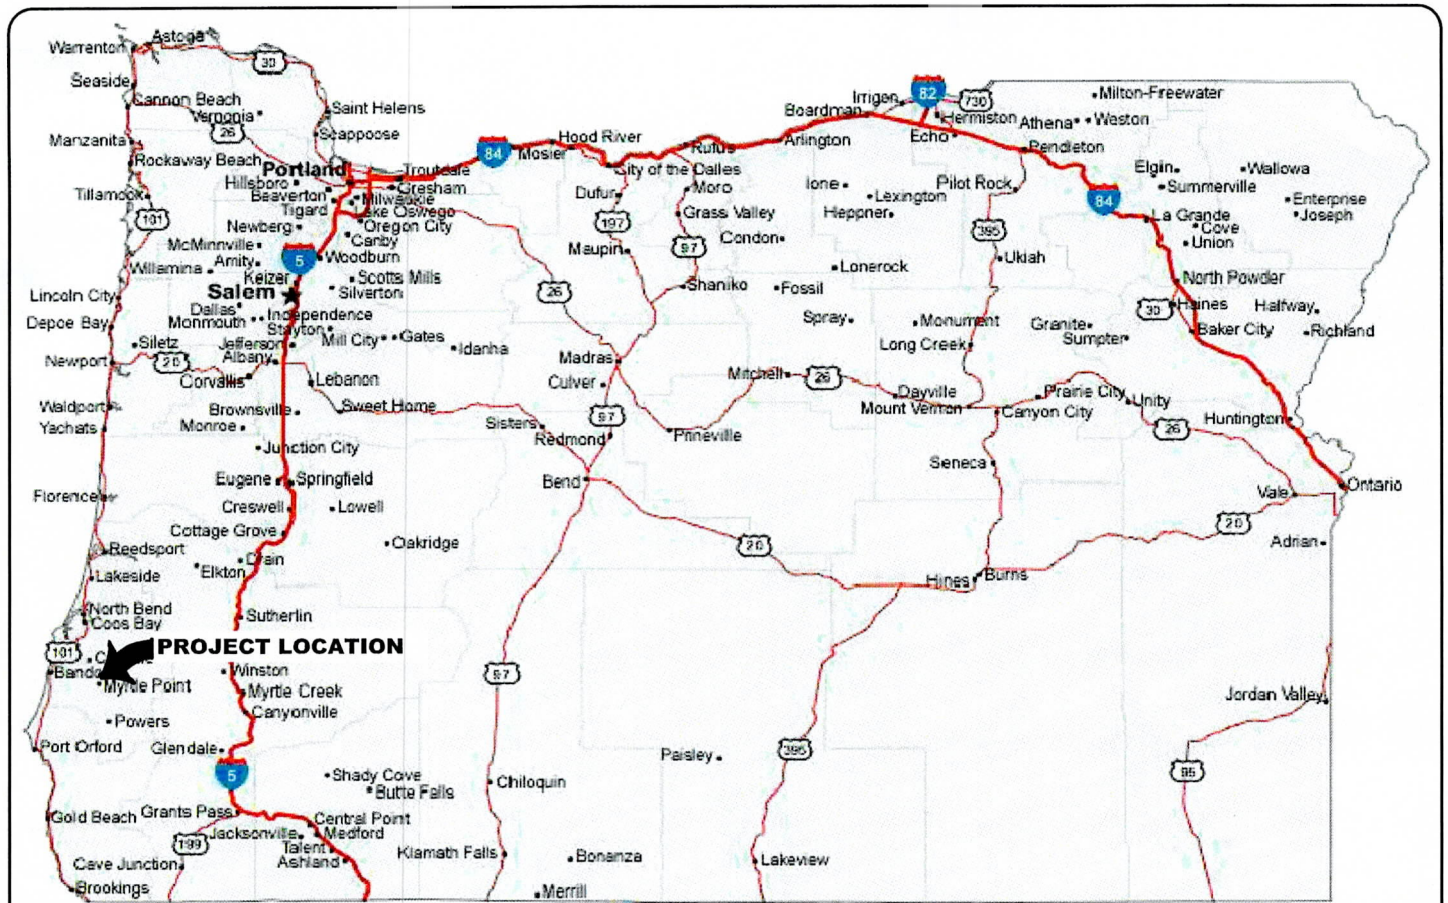 Astoga
Warrenton
30
Seaside
Cannon Beach
Saint Helens
Vernonia
26
Scappoose
Manzanita
Rockaway Beach
Portland
Troutdale
Hillsboro
Gresham
Tillamook
Beaverton
Milwaukie
Tigard
Lake Oswego
101
Newberg
Oregon City
Canby
McMinnville
Woodburn
Amity
5
Willamina
Keizer
Scotts Mills
Salem
Silverton
Lincoln City
Dallas
Independence
Depoe Bay
Monmouth
Stayton
Siletz
Jefferson
Mill City
Gates
Idanha
Newport
20
Albany
Corvallis
Lebanon
Waldport
Brownsville
Sweet Home
Yachats
Monroe
Junction City
Eugene
Springfield
Florence
Creswell
Lowell
Cottage Grove
Reedsport
Drain
Oakridge
Lakeside
Elkton
North Bend
Coos Bay
Sutherlin
PROJECT LOCATION
101
Winston
Myrtle Point
Myrtle Creek
Powers
Canyonville
Port Orford
Glendale
5
Shady Cove
Butte Falls
Gold Beach
Grants Pass
Central Point
199
Jacksonville
Medford
Talent
Cave Junction
Ashland
Brookings
84
Mosier
Hood River
Rufus
Arlington
Boardman
Irrigon
82
730
Hermiston
Milton-Freewater
Echo
Athena
Weston
Pendleton
City of the Dalles
Dufur
Moro
Ione
Lexington
Pilot Rock
Elgin
Wallowa
Summerville
84
Enterprise
Joseph
197
Grass Valley
Heppner
395
La Grande
Cove
Union
Maupin
97
Condon
Ukiah
Lonerock
North Powder
26
Shaniko
Fossil
30
Haines
Halfway
Spray
Monument
Granite
Baker City
Richland
Long Creek
Sumpter
Madras
Culver
Mitchell
26
Dayville
Prairie City
Unity
Mount Vernon
Canyon City
97
26
Huntington
Sisters
Redmond
Prineville
Seneca
Bend
Vale
Ontario
20
20
Adrian
Hines
Burns
97
Jordan Valley
Paisley
395
95
Chiloquin
Klamath Falls
Bonanza
Lakeview
Merrill